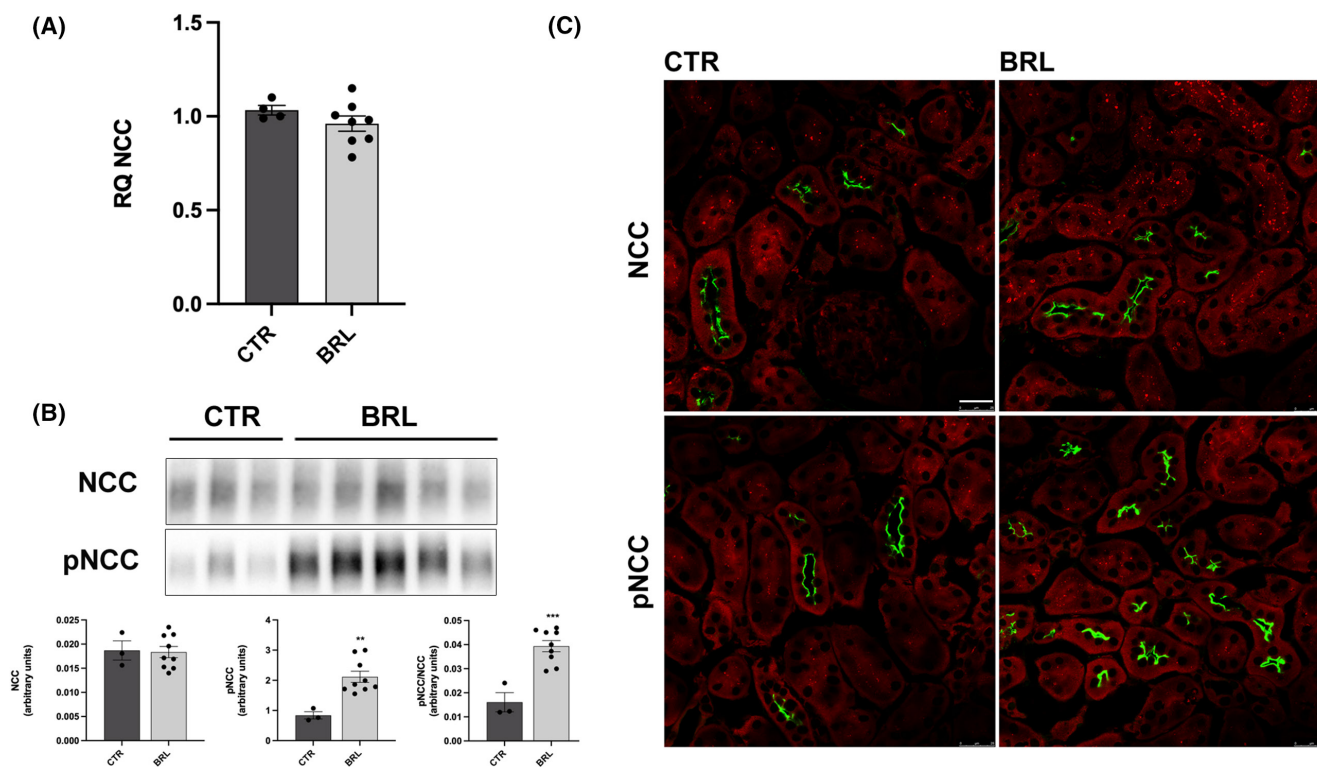 (A)
1.5
1.0
0.5
0.0
RQ NCC
CTR
BRL
(B)
CTR BRL
NCC
pNCC
0.025
0.020
0.015
0.010
0.005
0.000
NCC
(arbitrary units)
CTR
BRL
4
3
2
1
0
pNCC
(arbitrary units)
**
CTR
BRL
0.05
0.04
0.03
0.02
0.01
0.00
pNCC/NCC
(arbitrary units)
***
CTR
BRL
(C)
CTR BRL
NCC
pNCC